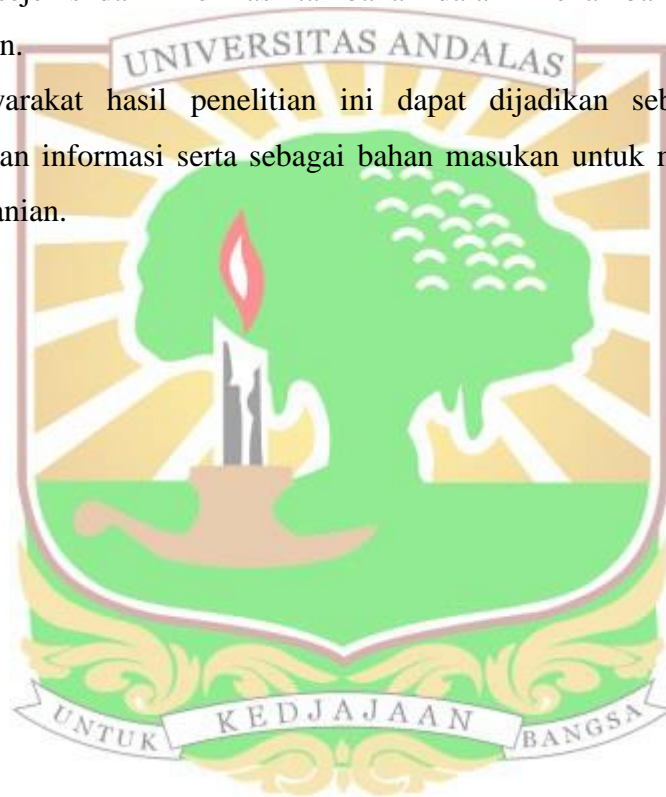 n.
UNIVERSITAS ANDALAS
yarakat hasil penelitian ini dapat dijadikan seb
an informasi serta sebagai bahan masukan untuk
anian.
UNTUK KEDJAJAAN BANGSA